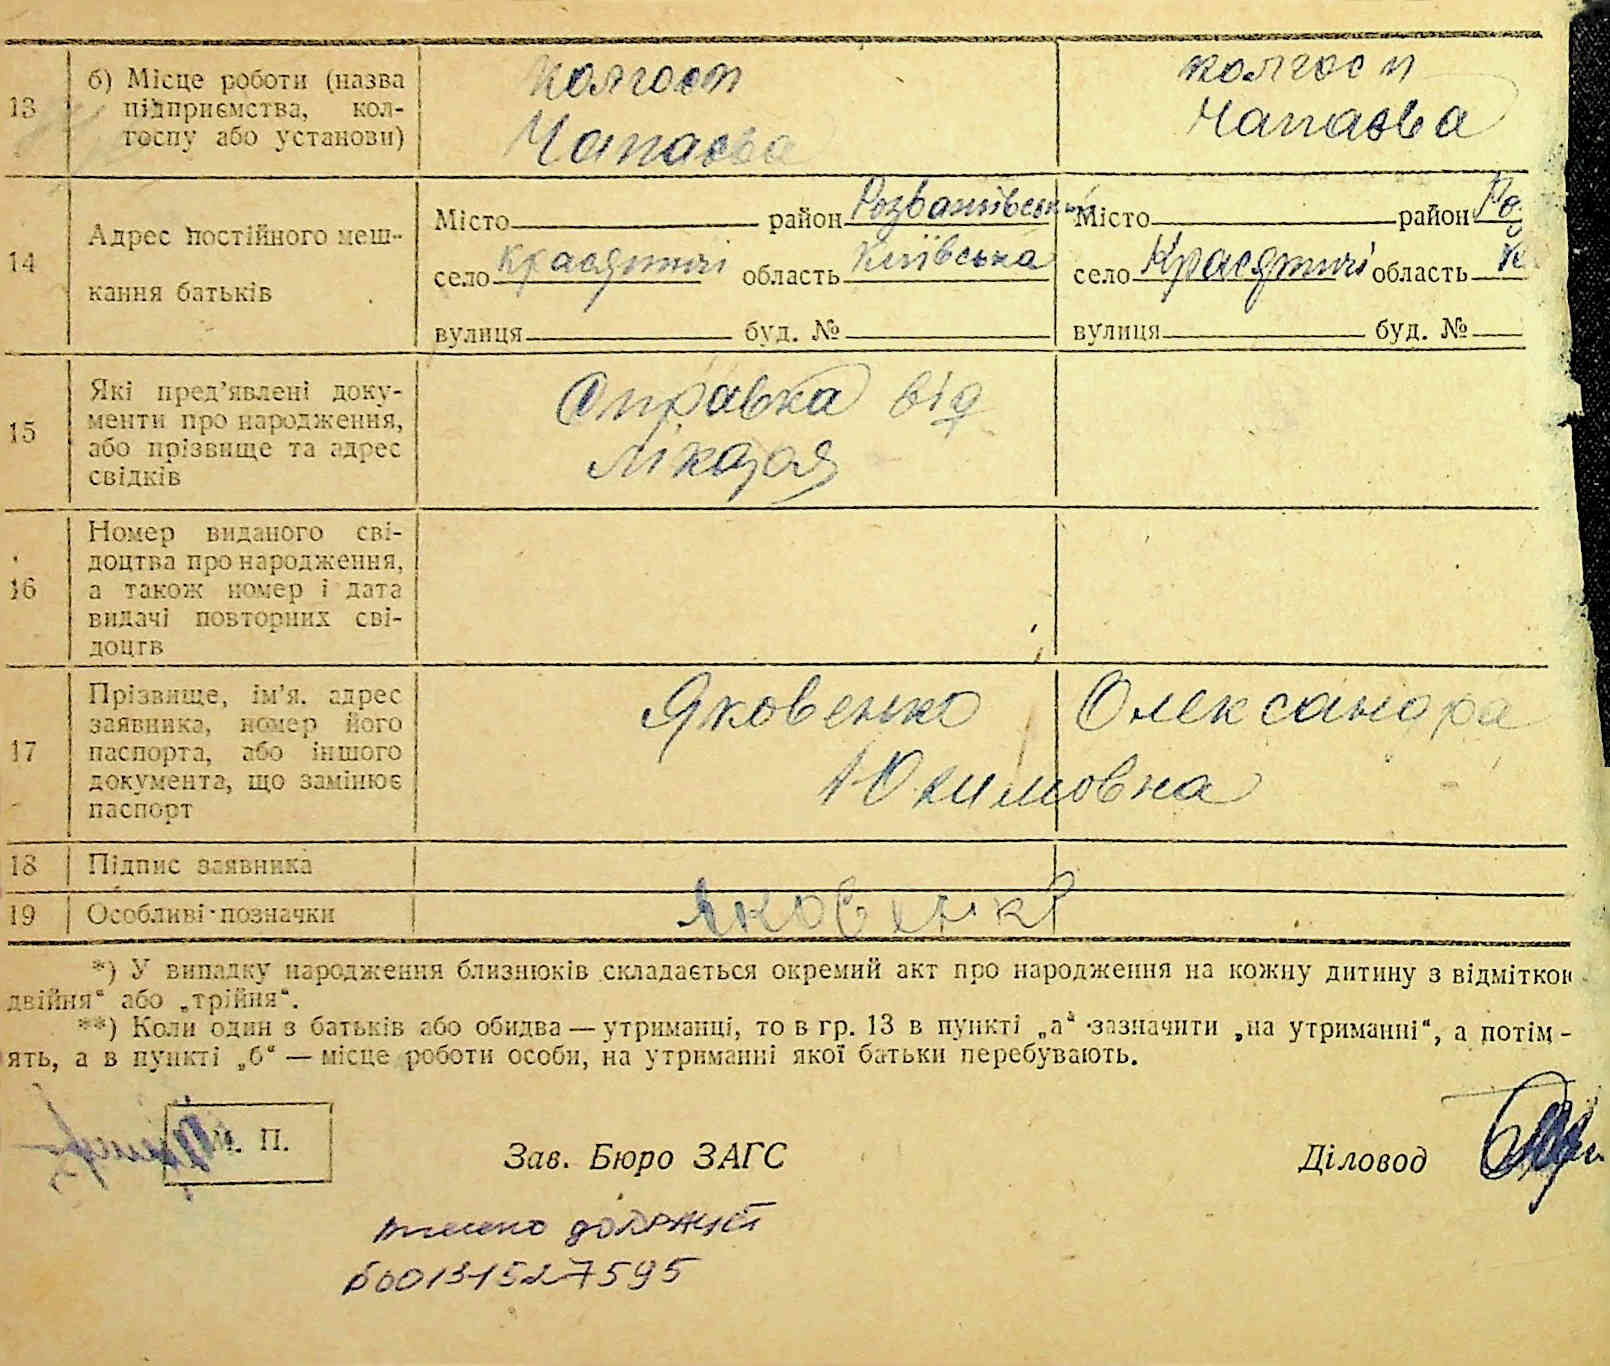 13 б) Місце роботи (назва підприємства, кол-госпу або установи) колгосп Чапаєва колгосп Чапаєва
14 Адрес постійного меш-кання батьків
Місто район Розваживський Місто район Ро
село Красятичі область Київська село Красятичі область К
вулиця буд. № вулиця буд. №
15 Які пред’явлені доку-
менти про народження,
або прізвище та адрес
свідків
Справка від
лікаря
16 Номер виданого сві-
доцтва про народження,
а також номер і дата
видачі повторних сві-
доцтв
17 Прізвище, ім’я. адрес
заявника, номер його
паспорта, або іншого
документа, що замінює
паспорт
Яковенко Олександра
Юхимовна
18 Підпис заявника
19 Особливі позначки
Яковенко
*) У випадку народження близнюків складається окремий акт про народження на кожну дитину з відміткою
двійня“ або „трійня“.
**) Коли один з батьків або обидва — утриманці, то в гр. 13 в пункті „а“ зазначити „на утриманні“, а потім -
ять, а в пункті „б“ — місце роботи особи, на утриманні якої батьки перебувають.
М. П.
Зав. Бюро ЗАГС Діловод